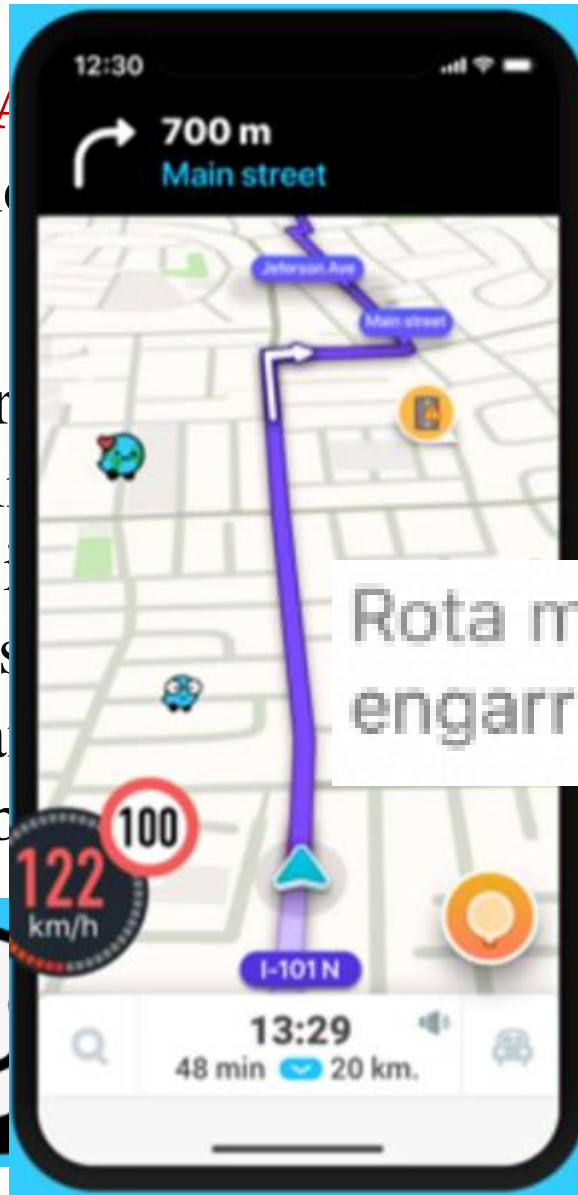 12:30
700 m
Main street
Jeferson Ave
Main street
Rota m
engarr
100
122
km/h
I-101 N
13:29
48 min 20 km.